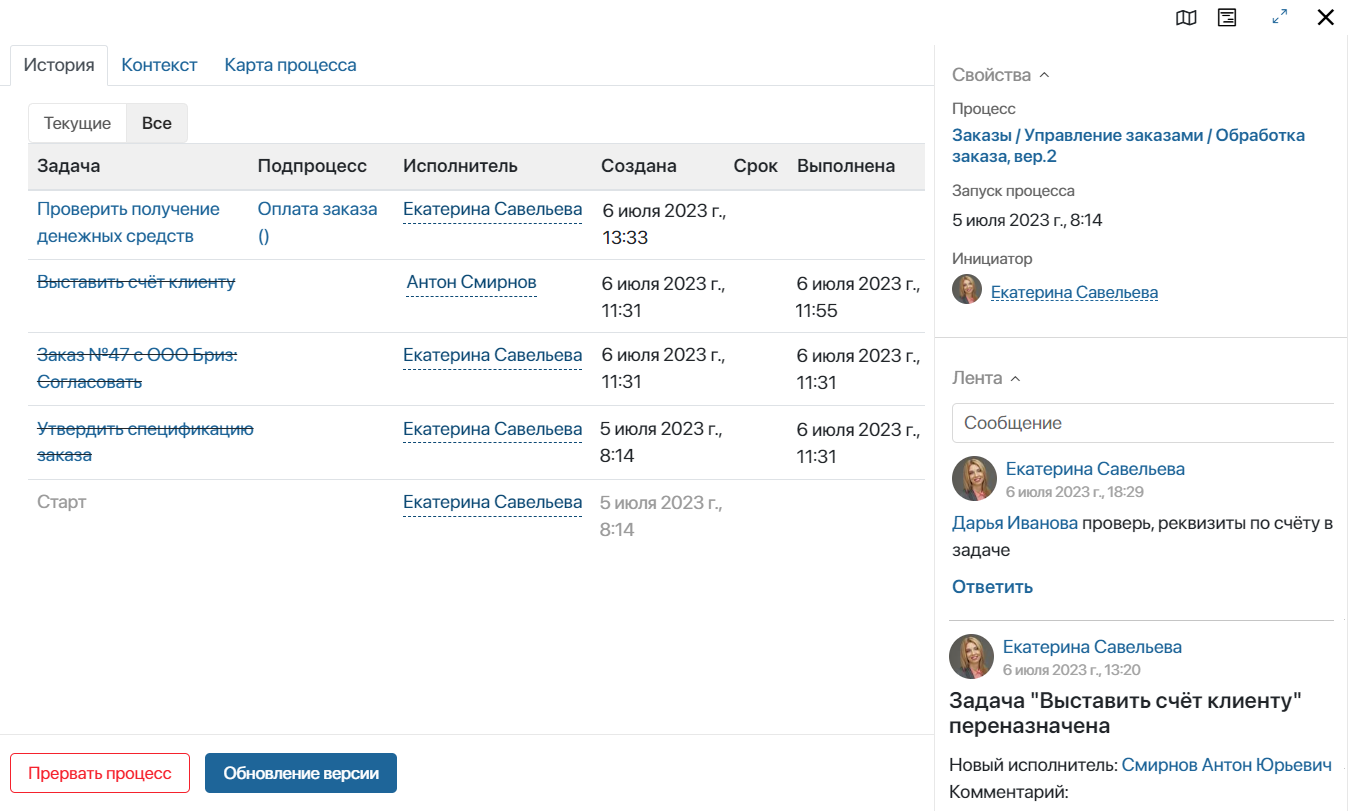 История Контекст Карта процесса
Текущие Все
Задача Подпроцесс Исполнитель Создана Срок Выполнена
Проверить получение Оплата заказа Екатерина Савельева 6 июля 2023 г.,
денежных средств () 13:33
Выставить счёт клиенту Антон Смирнов 6 июля 2023 г., 6 июля 2023 г.,
11:31 11:55
Заказ №47 с ООО Бриз: Екатерина Савельева 6 июля 2023 г., 6 июля 2023 г.,
Согласовать 11:31 11:31
Утвердить спецификацию Екатерина Савельева 5 июля 2023 г., 6 июля 2023 г.,
заказа 8:14 11:31
Старт Екатерина Савельева 5 июля 2023 г.,
8:14
Прервать процесс Обновление версии
Свойства
Процесс
Заказы / Управление заказами / Обработка
заказа, вер.2
Запуск процесса
5 июля 2023 г., 8:14
Инициатор
Екатерина Савельева
Лента
Сообщение
Екатерина Савельева
6 июля 2023 г., 18:29
Дарья Иванова проверь, реквизиты по счёту в
задаче
Ответить
Екатерина Савельева
6 июля 2023 г., 13:20
Задача "Выставить счёт клиенту"
переназначена
Новый исполнитель: Смирнов Антон Юрьевич
Комментарий: